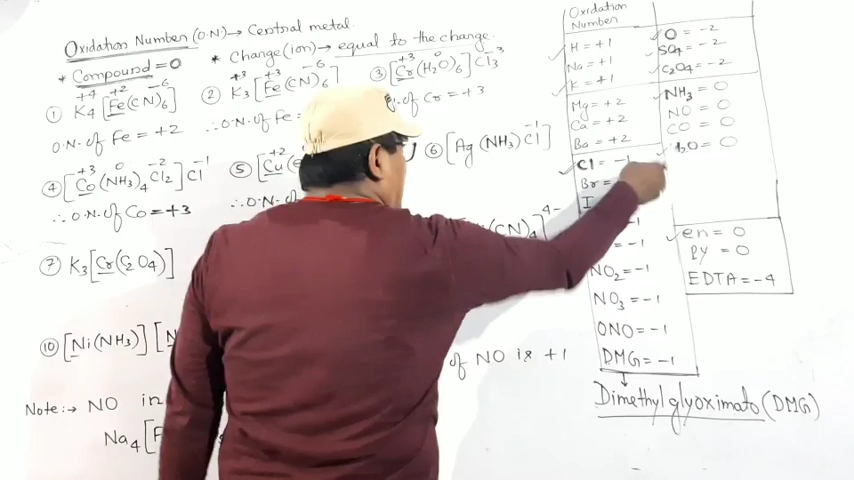 Oxidation Number (O.N) → Central metal.
* Compound = 0
* Charge (ion) → equal to the change.
+4 +2 -6
① K4[Fe(CN)6]
O.N. of Fe = +2
+3 +3 -6
② K3[Fe(CN)6]
∴ O.N. of Fe
+3 0 -3
③ [Cr(H2O)6]Cl3
of Cr = +3
+3 0 -2 -1
④ [Co(NH3)4Cl2]Cl
∴ O.N. of Co = +3
+2
⑤ [Cu(
∴ O.N.
-1
⑥ [Ag(NH3)Cl]
⑦ K3[Cr(C2O4)]
(CN)4]4-
⑩ [Ni(NH3)][N
of NO is +1
Note:→ NO in
Na4[F
Oxidation
Number
H = +1
Na = +1
K = +1
Mg = +2
Ca = +2
Ba = +2
Cl = -1
Br =
I
-1
= -1
NO2 = -1
NO3 = -1
ONO = -1
DMG = -1
O = -2
SO4 = -2
C2O4 = -2
NH3 = 0
NO = 0
CO = 0
= 0
en = 0
py = 0
EDTA = -4
Dimethylglyoximato (DMG)